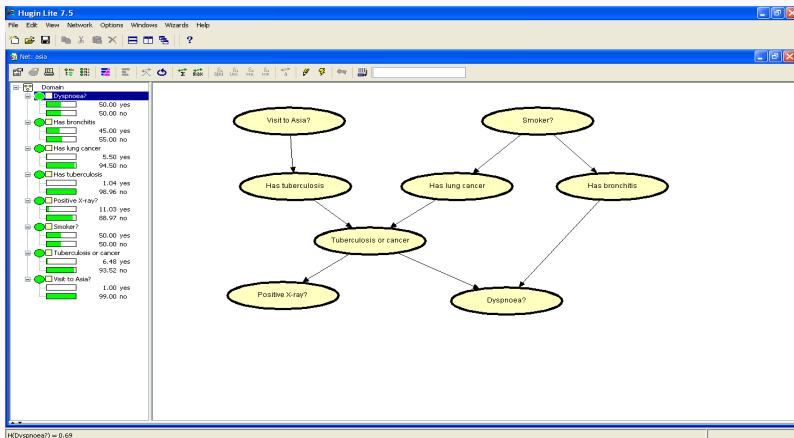 Hugin Lite 7.5
File Edit View Network Options Windows Wizards Help
Net: asia
Domain
Dyspnoea?
50.00 yes
50.00 no
Has bronchitis
45.00 yes
55.00 no
Has lung cancer
5.50 yes
94.50 no
Has tuberculosis
1.04 yes
98.96 no
Positive X-ray?
11.03 yes
88.97 no
Smoker?
50.00 yes
50.00 no
Tuberculosis or cancer
6.48 yes
93.52 no
Visit to Asia?
1.00 yes
99.00 no
Visit to Asia? Smoker?
Has tuberculosis Has lung cancer Has bronchitis
Tuberculosis or cancer
Positive X-ray? Dyspnoea?
H(Dyspnoea?) = 0.69